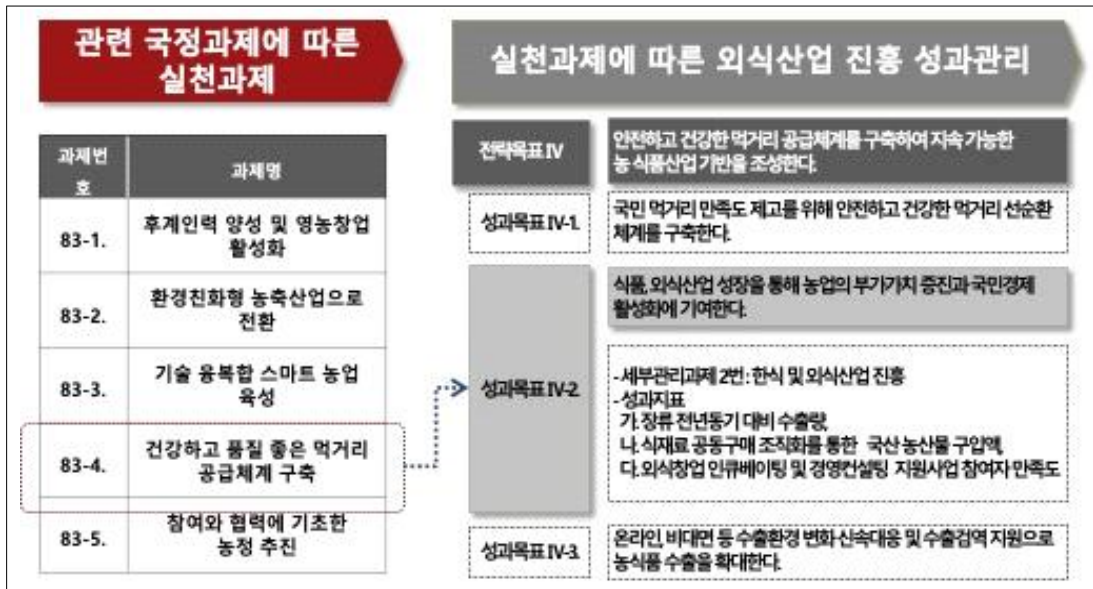 관련 국정과제에 따른
실천과제
실천과제에 따른 외식산업 진흥 성과관리
과제번
호
과제명
83-1.
후계인력 양성 및 영농창업
활성화
83-2.
환경친화형 농축산업으로
전환
83-3.
기술 융복합 스마트 농업
육성
83-4.
건강하고 품질 좋은 먹거리
공급체계 구축
83-5.
참여와 협력에 기초한
농정 추진
전략목표 IV
안전하고 건강한 먹거리 공급체계를 구축하여 지속 가능한
농 식품산업 기반을 조성한다.
성과목표 IV-1.
국민 먹거리 만족도 제고를 위해 안전하고 건강한 먹거리 선순환
체계를 구축한다.
성과목표 IV-2.
식품, 외식산업 성장을 통해 농업의 부가가치 증진과 국민경제
활성화에 기여한다.
- 세부관리과제 2번 : 한식 및 외식산업 진흥
- 성과지표
가. 장류 전년동기 대비 수출량,
나. 식재료 공동구매 조직화를 통한 국산 농산물 구입액,
다. 외식창업 인큐베이팅 및 경영컨설팅 지원사업 참여자 만족도
성과목표 IV-3.
온라인, 비대면 등 수출환경 변화 신속대응 및 수출검역 지원으로
농식품 수출을 확대한다.